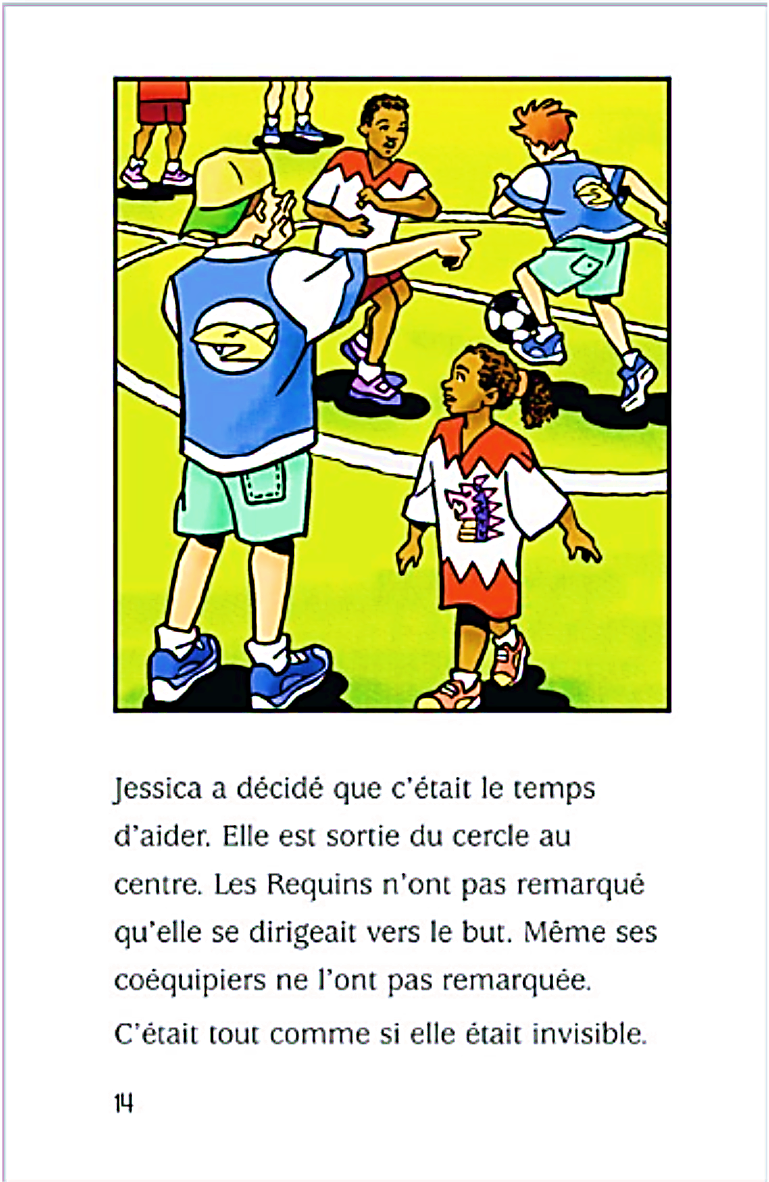 Jessica a décidé que c'était le temps
d'aider. Elle est sortie du cercle au
centre. Les Requins n'ont pas remarqué
qu'elle se dirigeait vers le but. Même ses
coéquipiers ne l'ont pas remarquée.
C'était tout comme si elle était invisible.
14